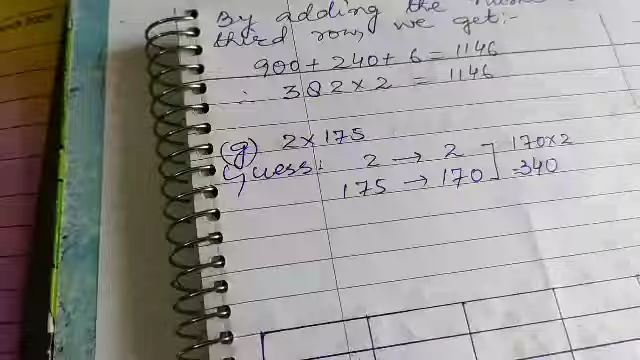 By adding the
third row, we get:-
900 + 240 + 6 = 1146
∴ 382 × 2 = 1146
(g) 2 × 175
Guess: 2 → 2
175 → 170
170×2
=340